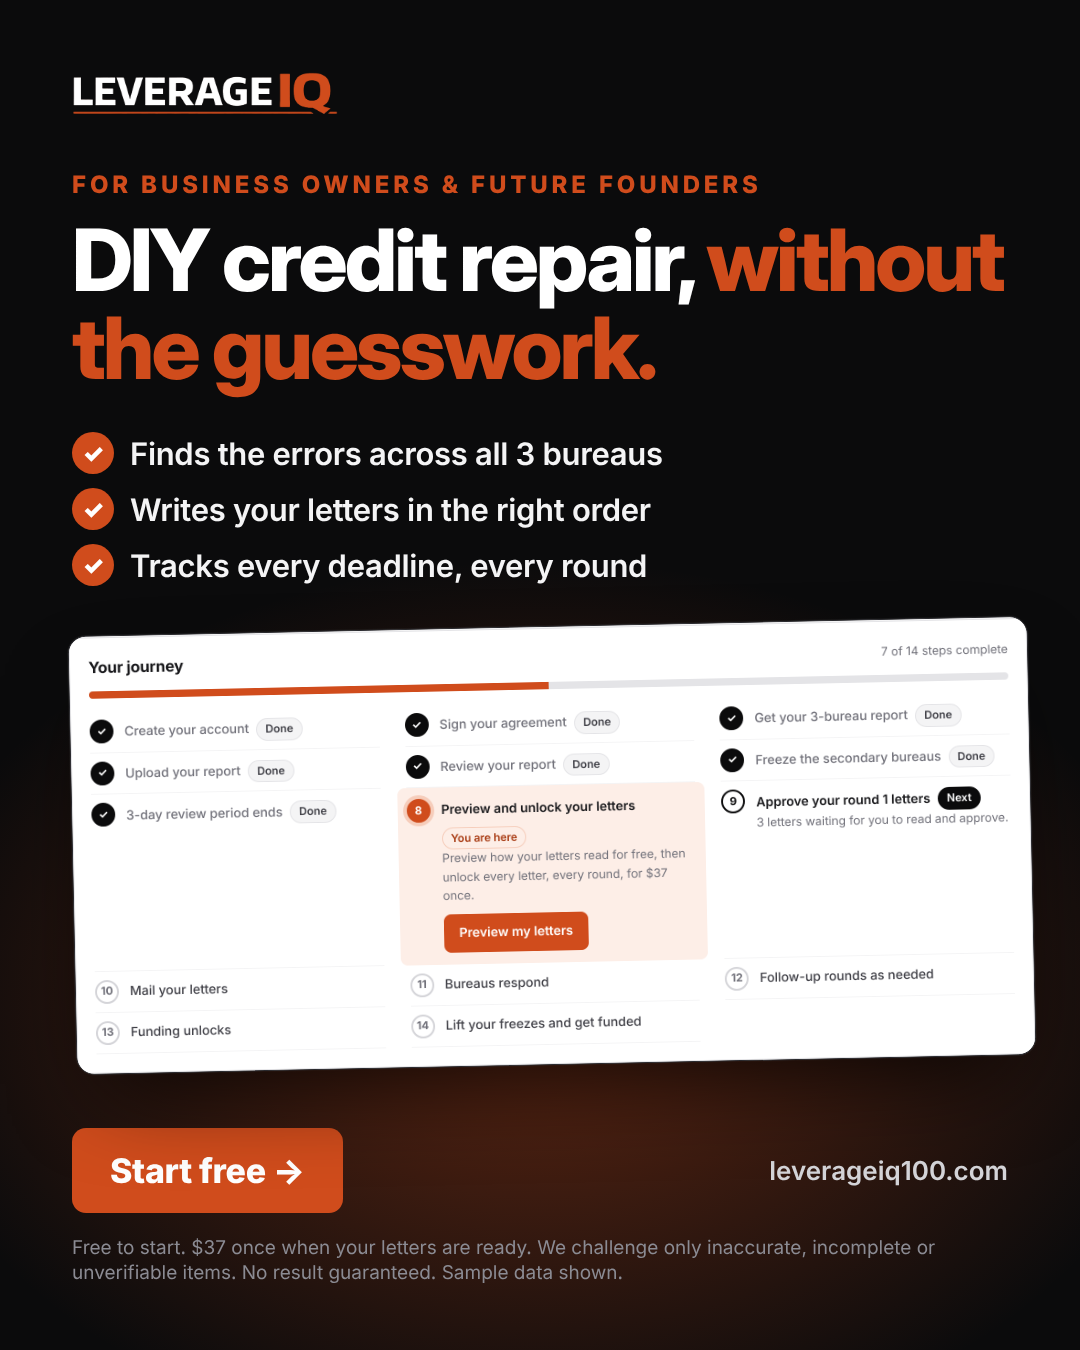 LEVERAGE IQ
FOR BUSINESS OWNERS & FUTURE FOUNDERS
DIY credit repair, without
the guesswork.
Finds the errors across all 3 bureaus
Writes your letters in the right order
Tracks every deadline, every round
Your journey
7 of 14 steps complete
Create your account Done
Sign your agreement Done
Get your 3-bureau report Done
Upload your report Done
Review your report Done
Freeze the secondary bureaus Done
3-day review period ends Done
8 Preview and unlock your letters
You are here
Preview how your letters read for free, then
unlock every letter, every round, for $37
once.
Preview my letters
9 Approve your round 1 letters Next
3 letters waiting for you to read and approve.
10 Mail your letters
11 Bureaus respond
12 Follow-up rounds as needed
13 Funding unlocks
14 Lift your freezes and get funded
Start free →
leverageiq100.com
Free to start. $37 once when your letters are ready. We challenge only inaccurate, incomplete or
unverifiable items. No result guaranteed. Sample data shown.